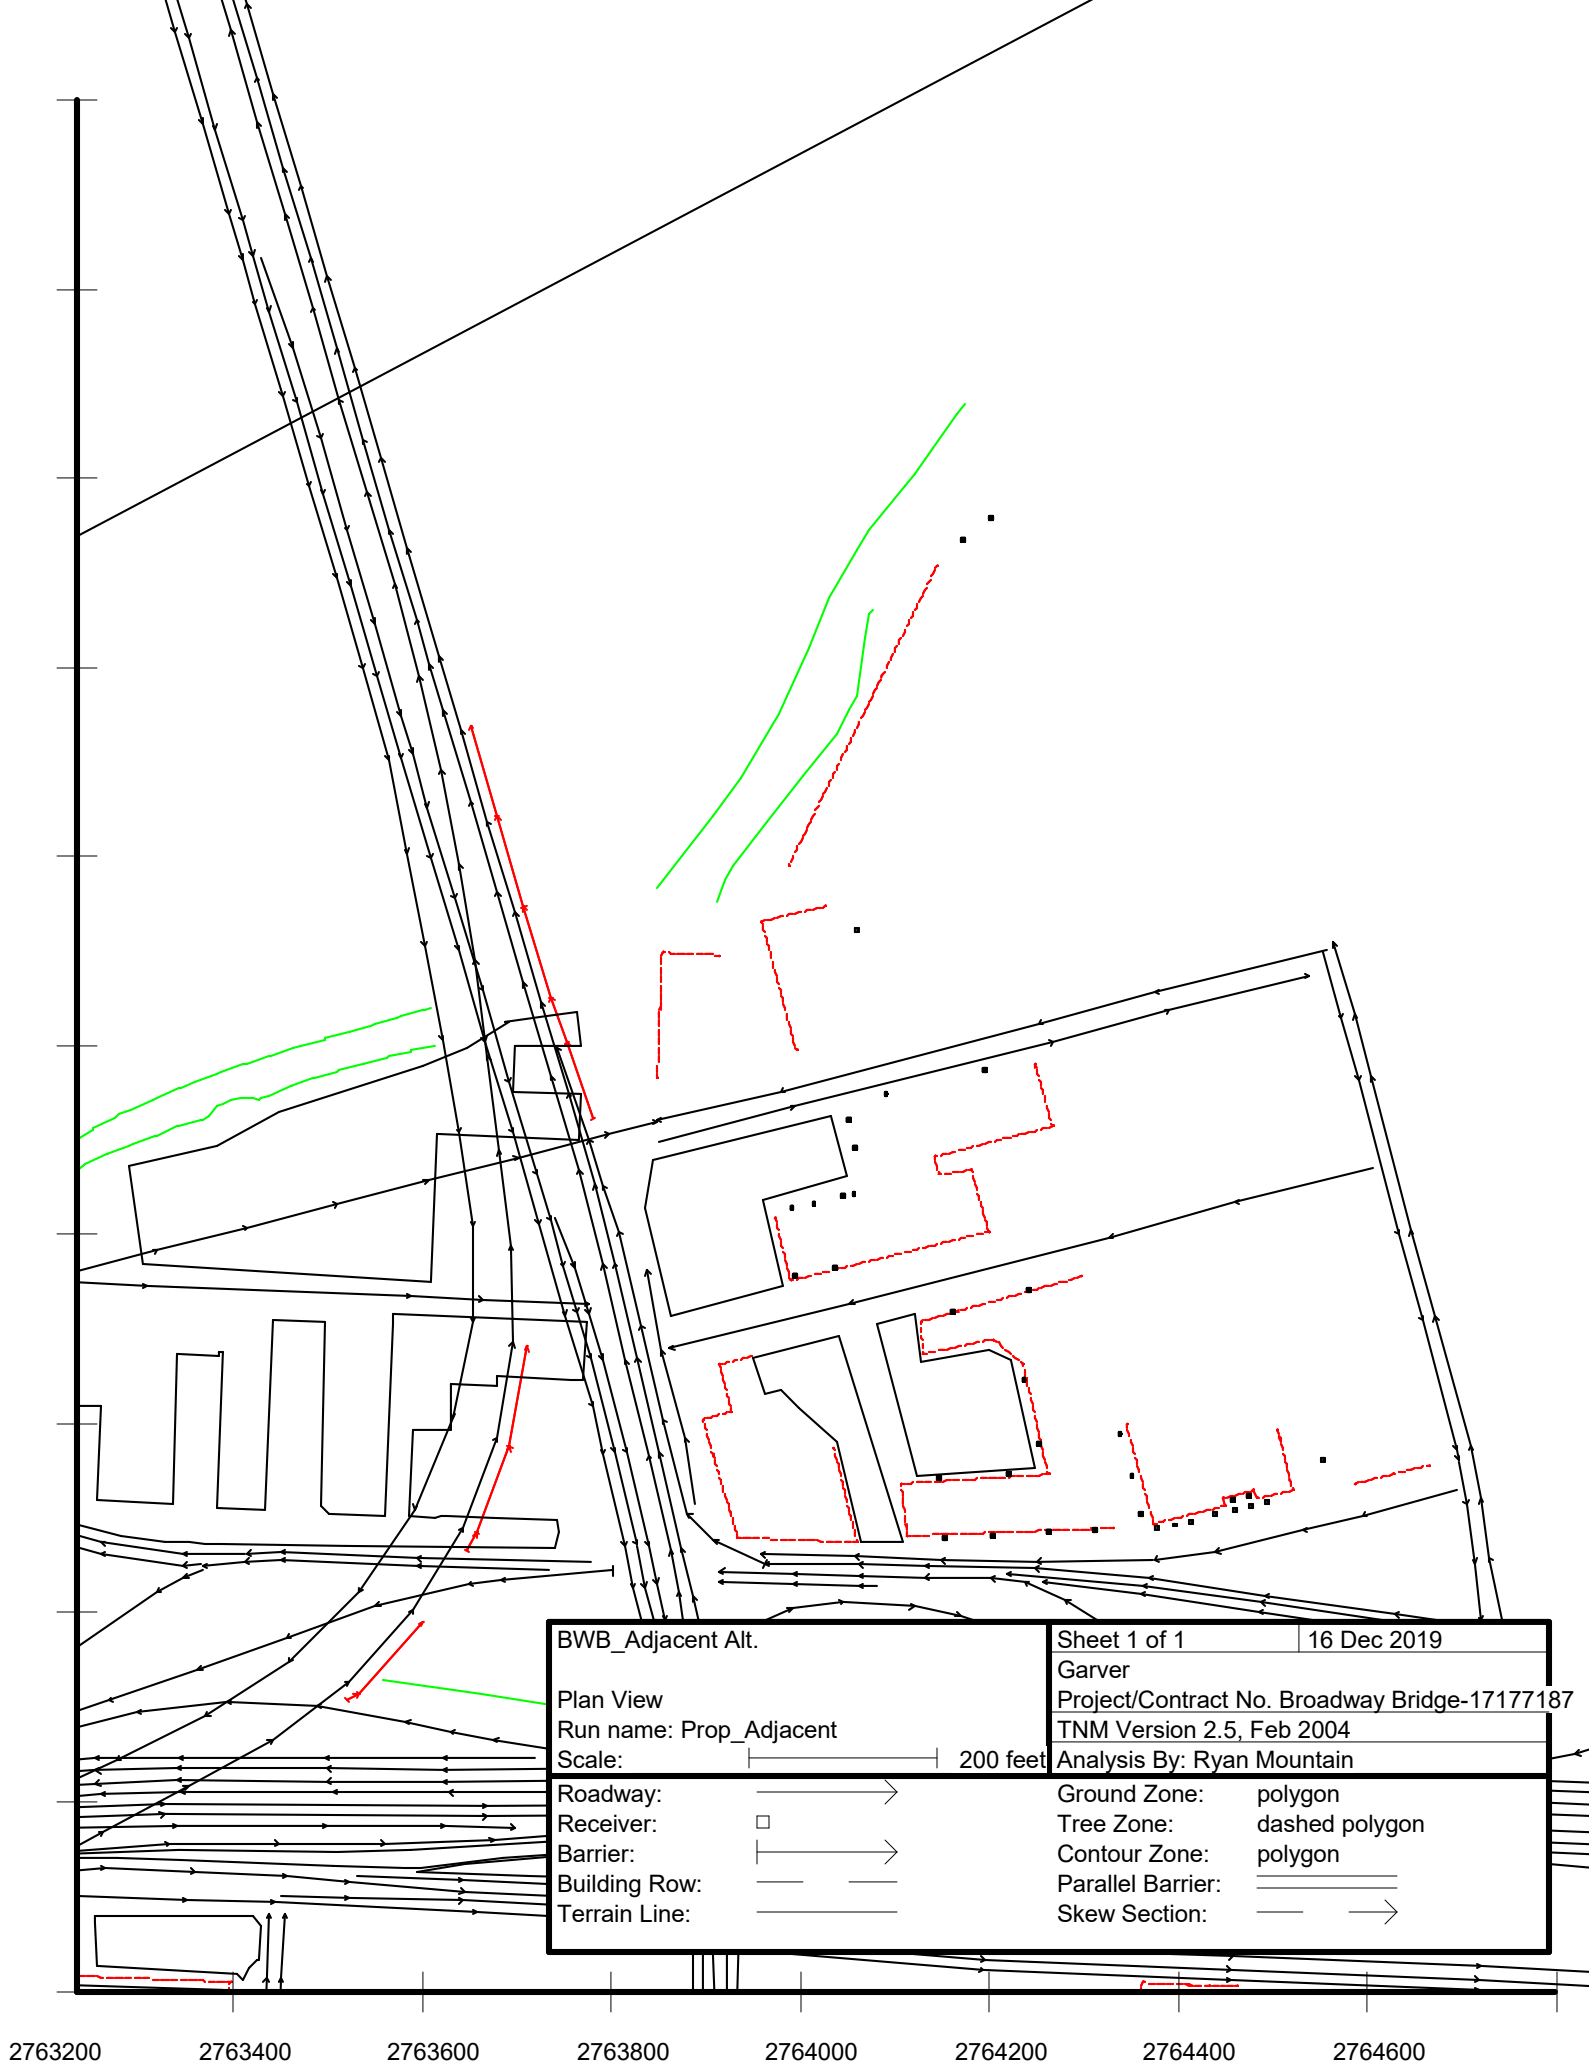 BWB_Adjacent Alt.
Plan View
Run name: Prop_Adjacent
Scale: 200 feet
Sheet 1 of 1 16 Dec 2019
Garver
Project/Contract No. Broadway Bridge-17177187
TNM Version 2.5, Feb 2004
Analysis By: Ryan Mountain
Roadway:
Receiver:
Barrier:
Building Row:
Terrain Line:
Ground Zone: polygon
Tree Zone: dashed polygon
Contour Zone: polygon
Parallel Barrier:
Skew Section:
2763200 2763400 2763600 2763800 2764000 2764200 2764400 2764600